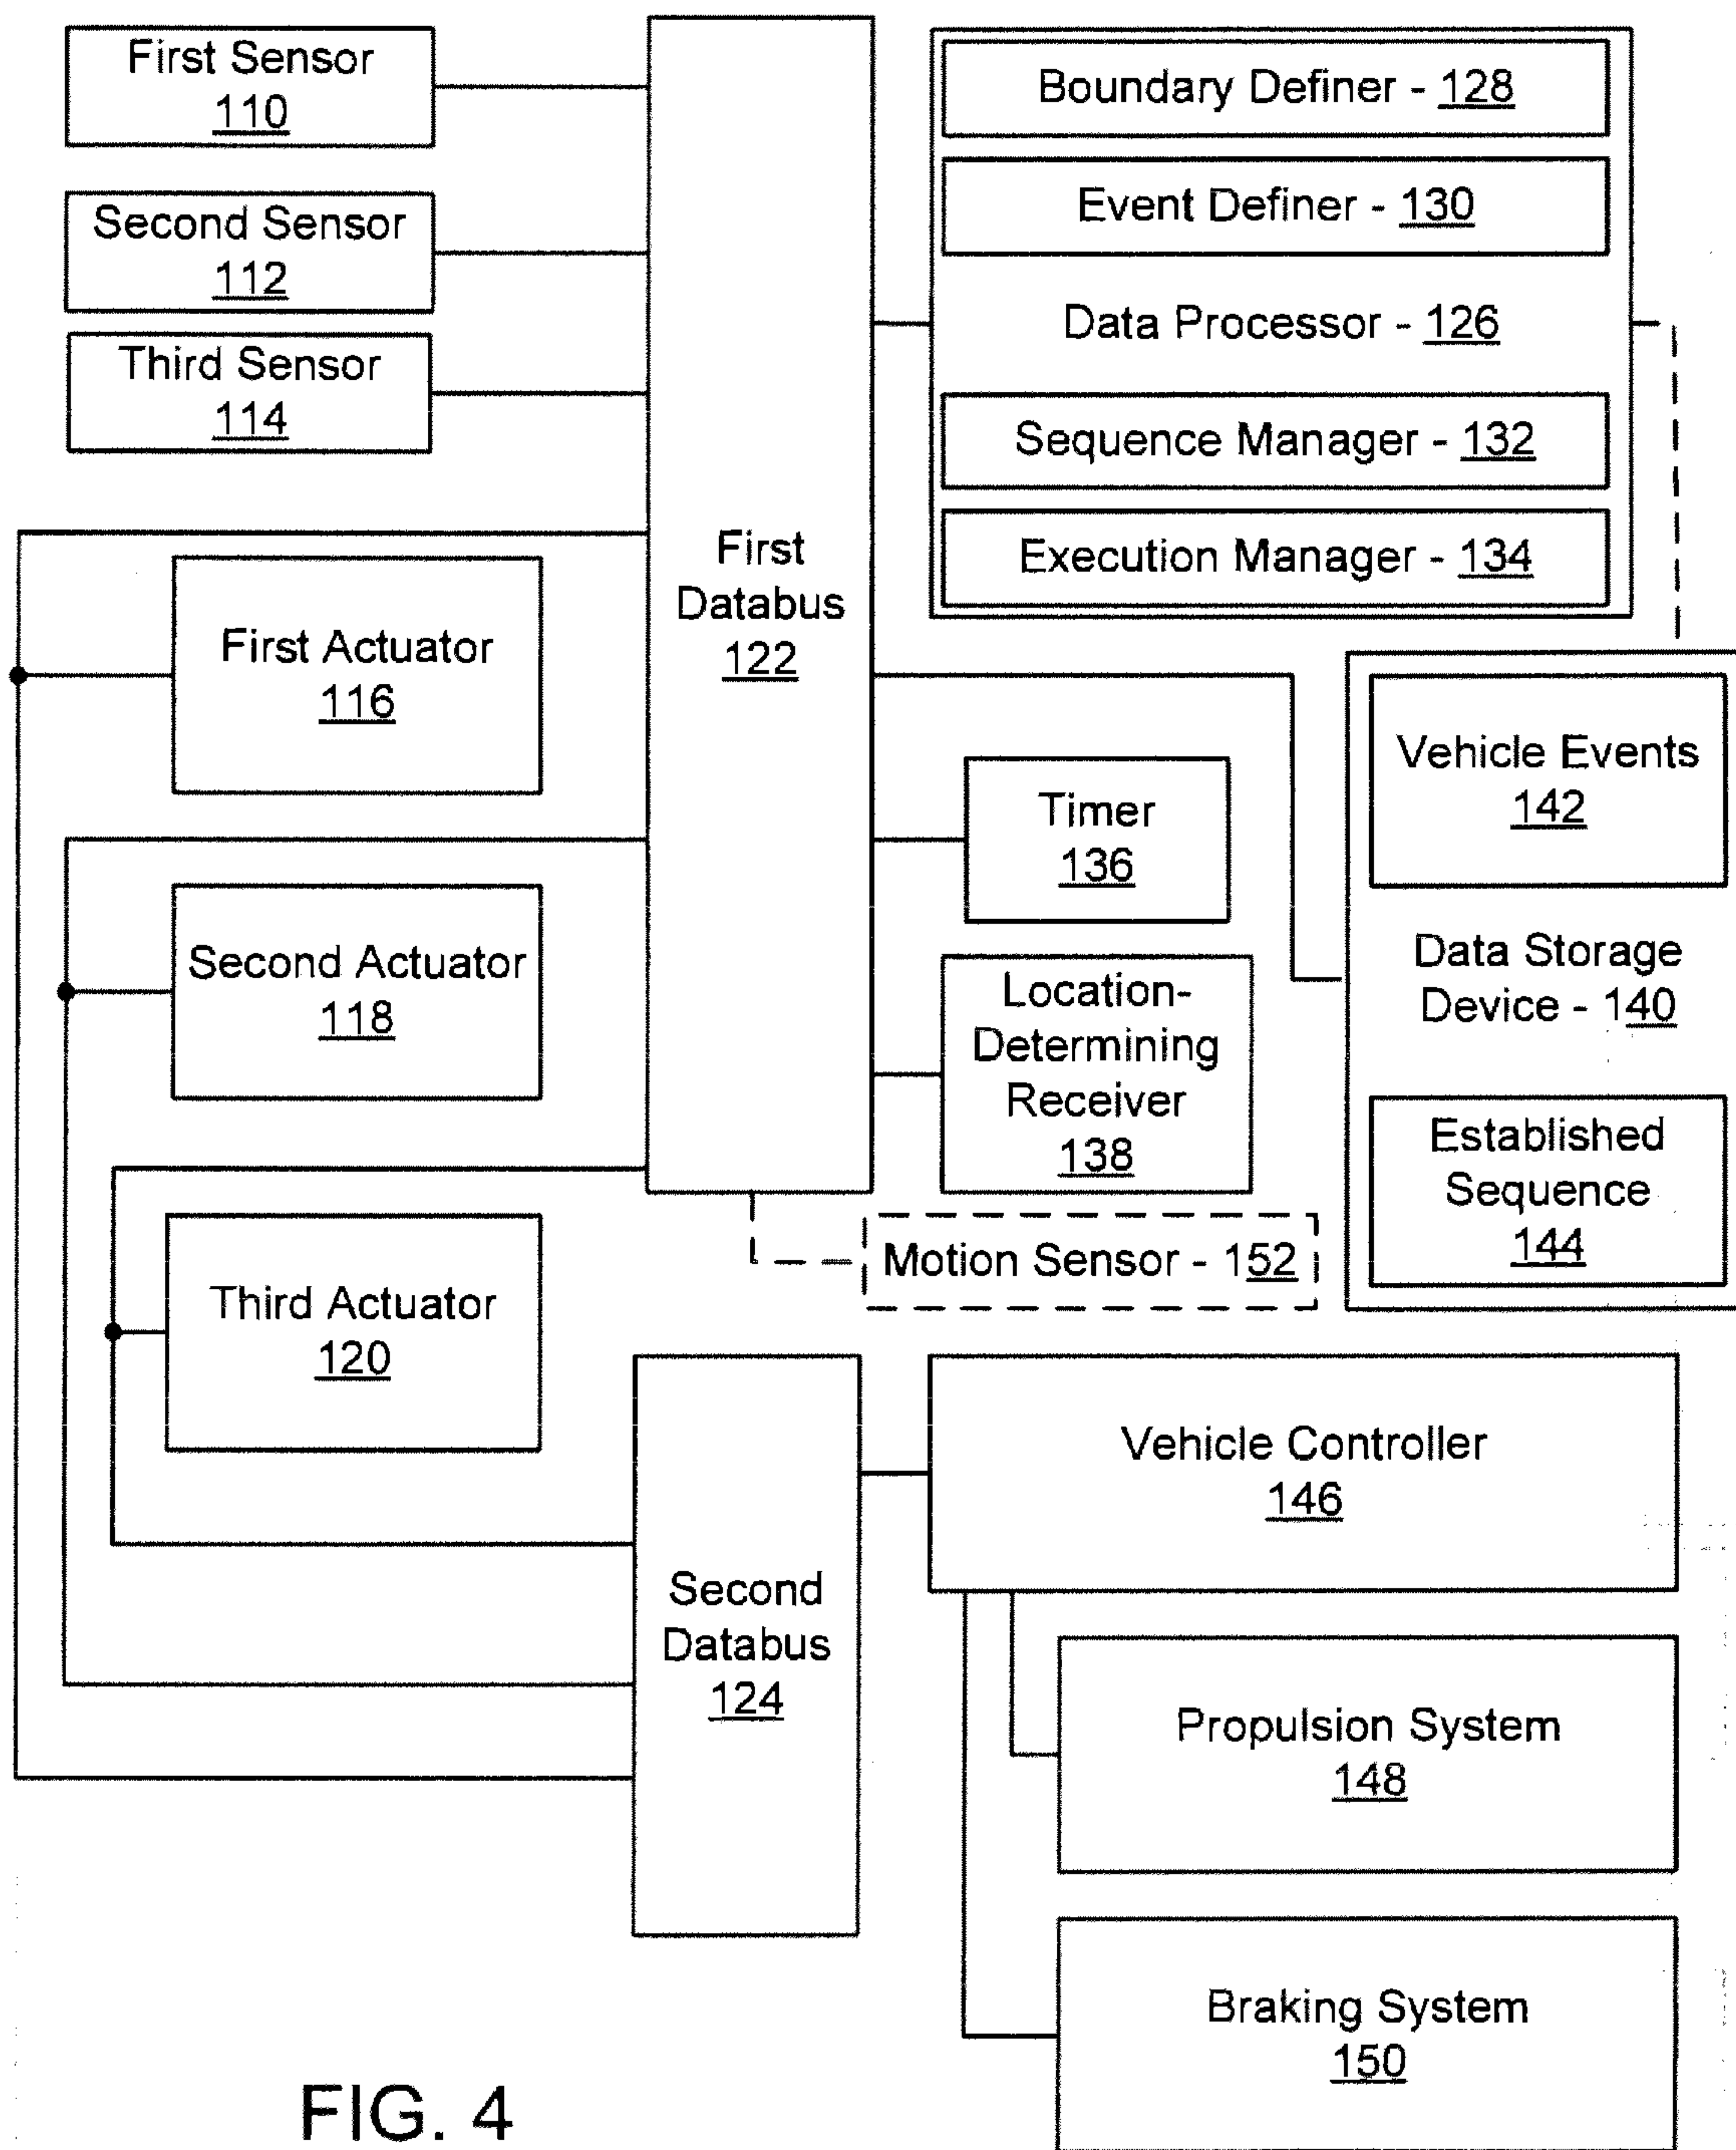 First Sensor
110
Second Sensor
112
Third Sensor
114
First Actuator
116
Second Actuator
118
Third Actuator
120
First
Databus
122
Boundary Definer - 128
Event Definer - 130
Data Processor - 126
Sequence Manager - 132
Execution Manager - 134
Timer
136
Location-
Determining
Receiver
138
Motion Sensor - 152
Vehicle Events
142
Data Storage
Device - 140
Established
Sequence
144
Second
Databus
124
Vehicle Controller
146
Propulsion System
148
Braking System
150
FIG. 4